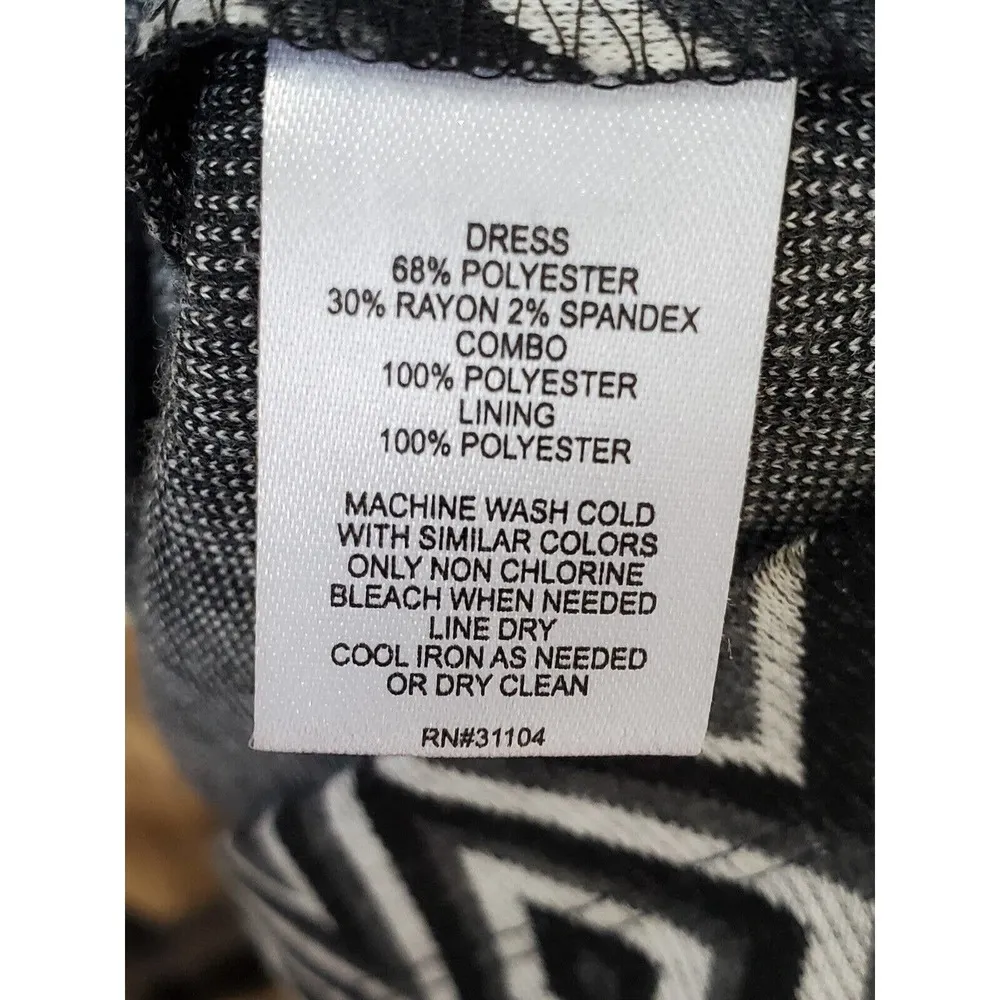 DRESS
68% POLYESTER
30% RAYON 2% SPANDEX
COMBO
100% POLYESTER
LINING
100% POLYESTER
MACHINE WASH COLD
WITH SIMILAR COLORS
ONLY NON CHLORINE
BLEACH WHEN NEEDED
LINE DRY
COOL IRON AS NEEDED
OR DRY CLEAN
RN#31104